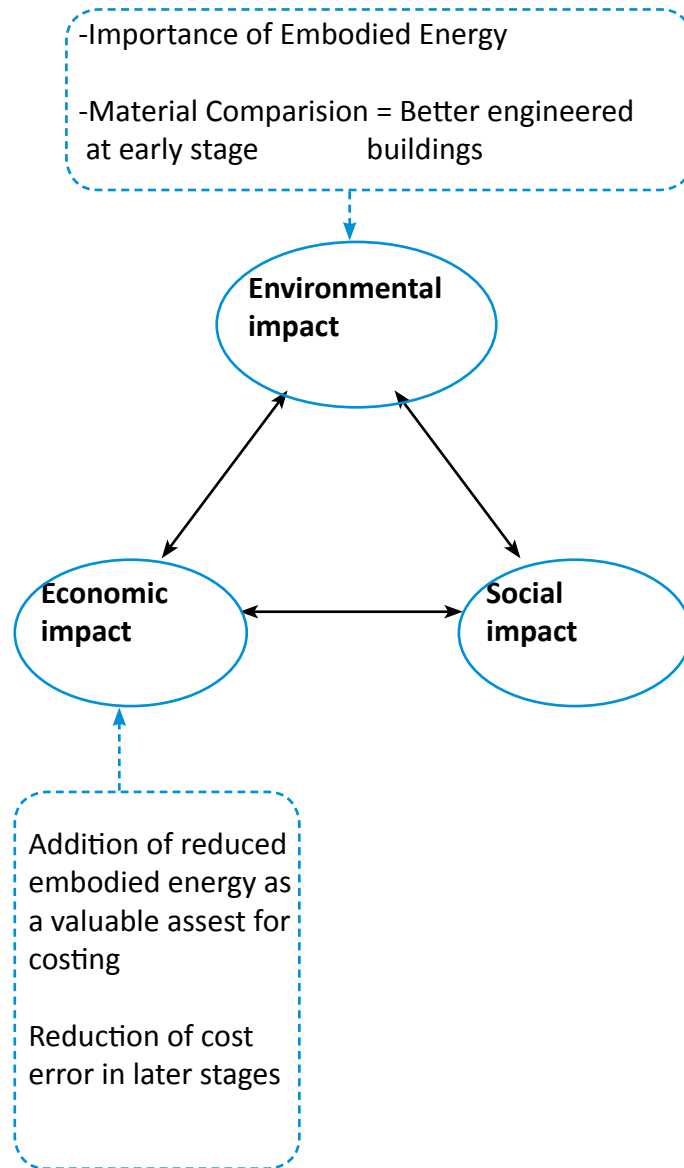 -Importance of Embodied Energy
-Material Comparision = Better engineered
at early stage buildings
Environmental
impact
Economic
impact
Social
impact
Addition of reduced
embodied energy as
a valuable assest for
costing
Reduction of cost
error in later stages